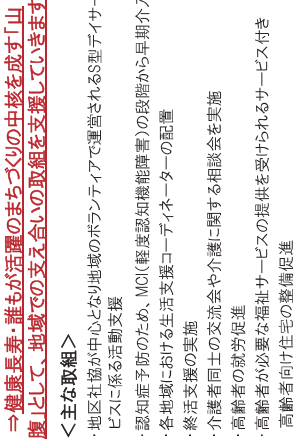 ⇒健康長寿・誰もが活躍のまちづくりの中核を成す「山
腹」として、地域での支え合いの取組を支援していきます
＜主な取組＞
・地区社協が中心となり地域のボランティアで運営されるS型デイサー
ビスに係る活動支援
・認知症予防のため、MCI（軽度認知機能障害）の段階から早期介入
・各地域における生活支援コーディネーターの配置
・終活支援の実施
・介護者同士の交流会や介護に関する相談会を実施
・高齢者の就労促進
・高齢者が必要な福祉サービスの提供を受けられるサービス付き
高齢者向け住宅の整備促進